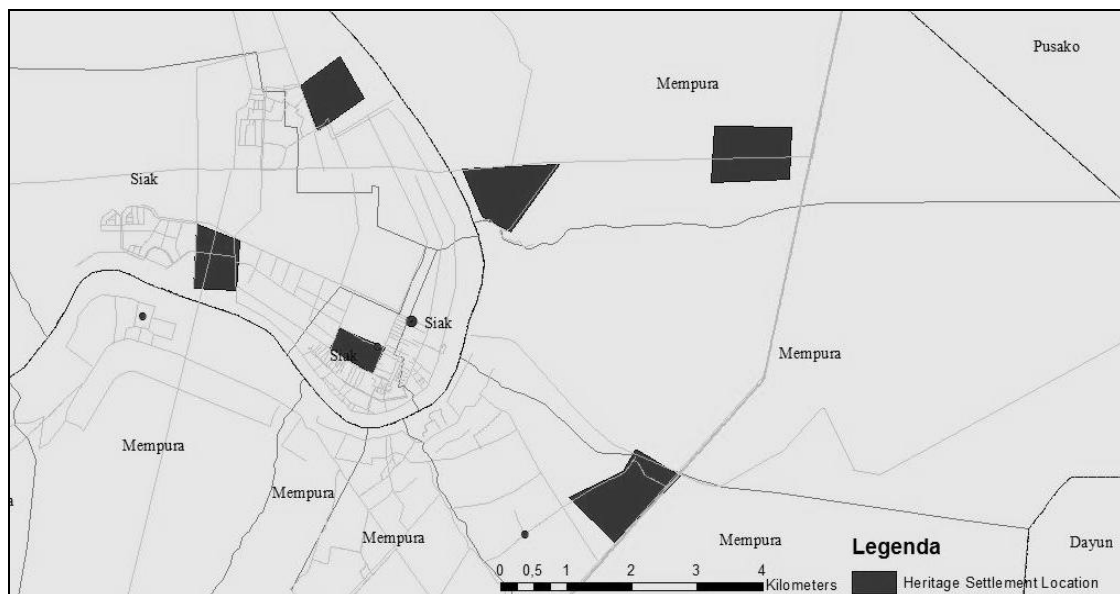 Pusako
Mempura
Siak
Siak
Siak
Mempura
Mempura
Mempura
Mempura
Mempura
Dayun
a
Legenda
0 0,5 1 2 3 4
Kilometers
Heritage Settlement Location